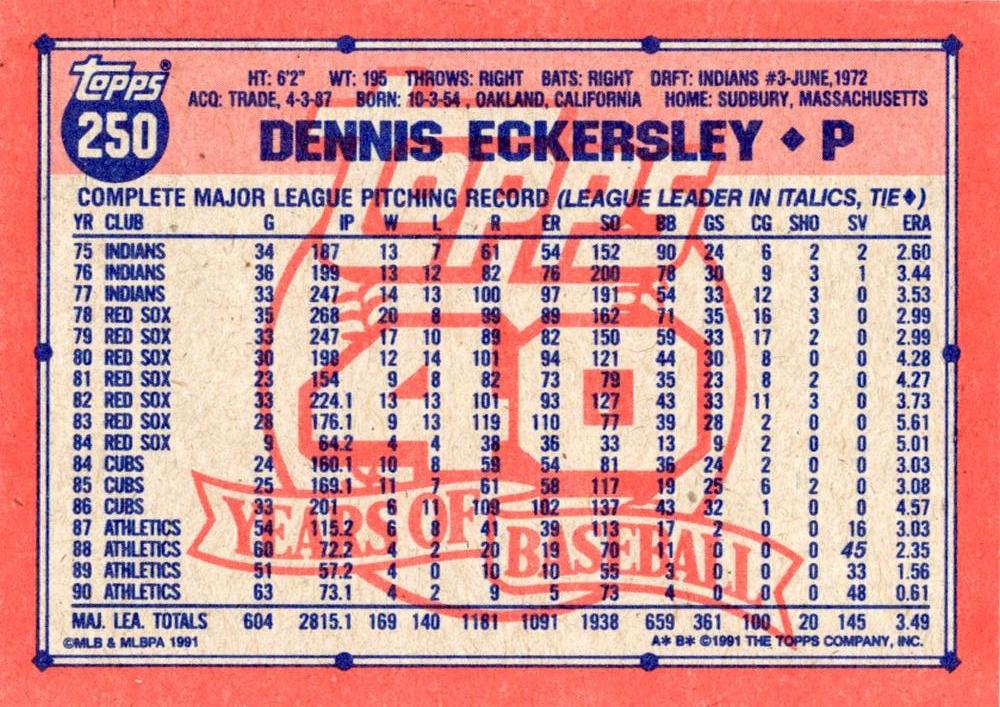 Topps®
250
HT: 6'2" WT: 195 THROWS: RIGHT BATS: RIGHT DRFT: INDIANS #3-JUNE,1972
ACQ: TRADE, 4-3-87 BORN: 10-3-54, OAKLAND, CALIFORNIA HOME: SUDBURY, MASSACHUSETTS
DENNIS ECKERSLEY ♦ P
COMPLETE MAJOR LEAGUE PITCHING RECORD (LEAGUE LEADER IN ITALICS, TIE♦)
YR CLUB G IP W L R ER SO BB GS CG SHO SV ERA
75 INDIANS 34 187 13 7 61 54 152 90 24 6 2 2 2.60
76 INDIANS 36 199 13 12 82 76 200 78 30 9 3 1 3.44
77 INDIANS 33 247 14 13 100 97 191 54 33 12 3 0 3.53
78 RED SOX 35 268 20 8 99 89 162 71 35 16 3 0 2.99
79 RED SOX 33 247 17 10 89 82 150 59 33 17 2 0 2.99
80 RED SOX 30 198 12 14 101 94 121 44 30 8 0 0 4.28
81 RED SOX 23 154 9 8 82 73 79 35 23 8 2 0 4.27
82 RED SOX 33 224.1 13 13 101 93 127 43 33 11 3 0 3.73
83 RED SOX 28 176.1 9 13 119 110 77 39 28 2 0 0 5.61
84 RED SOX 9 64.2 4 4 38 36 33 13 9 2 0 0 5.01
84 CUBS 24 160.1 10 8 59 54 81 36 24 2 0 0 3.03
85 CUBS 25 169.1 11 7 61 58 117 19 25 6 2 0 3.08
86 CUBS 33 201 6 11 109 102 137 43 32 1 0 0 4.57
87 ATHLETICS 54 115.2 6 8 41 39 113 17 2 0 0 16 3.03
88 ATHLETICS 60 72.2 4 2 20 19 70 11 0 0 0 45 2.35
89 ATHLETICS 51 57.2 4 0 10 10 55 3 0 0 0 33 1.56
90 ATHLETICS 63 73.1 4 2 9 5 73 4 0 0 0 48 0.61
MAJ. LEA. TOTALS 604 2815.1 169 140 1181 1091 1938 659 361 100 20 145 3.49
©MLB & MLBPA 1991 A* B* ©1991 THE TOPPS COMPANY, INC.
Topps
40
YEARS OF
BASEBALL